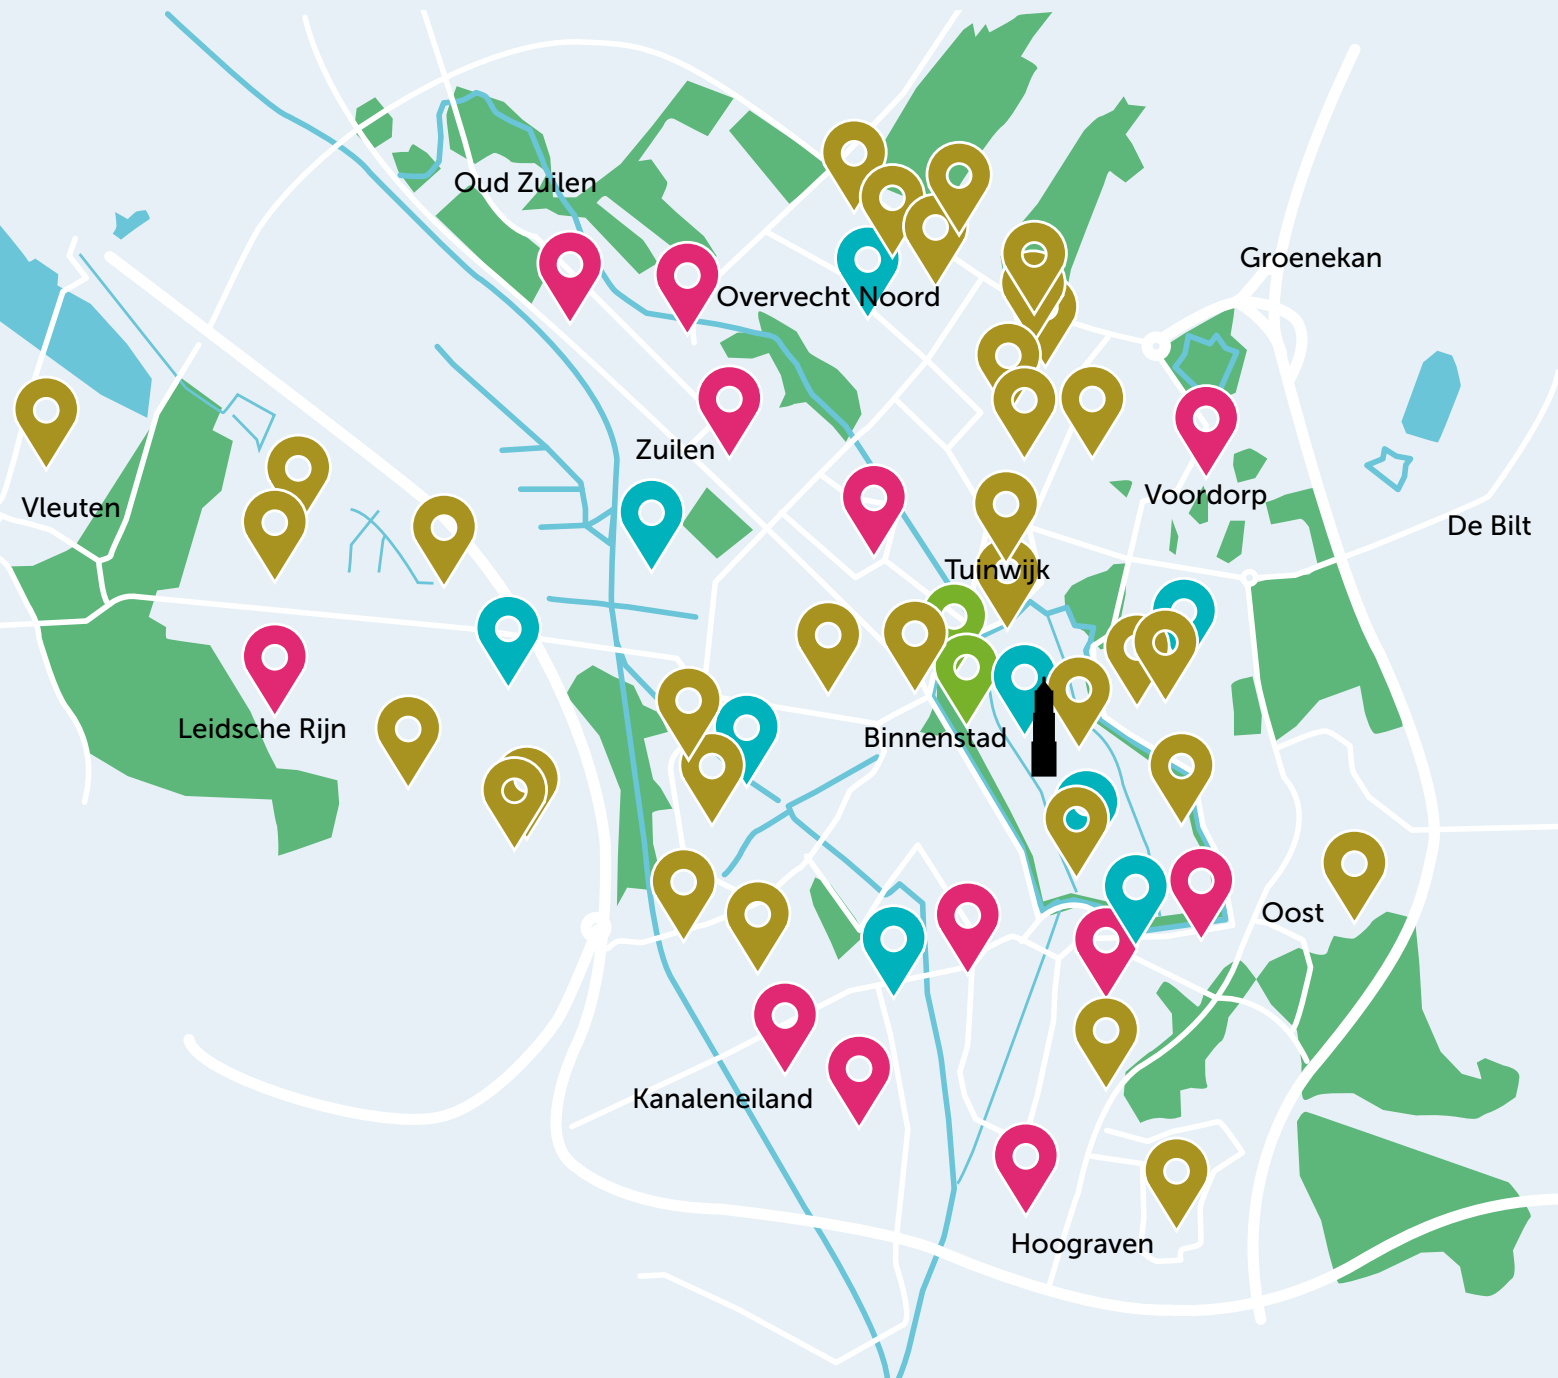 Oud Zuilen
Groenekan
Overvecht Noord
Zuilen
Voordorp
Vleuten
De Bilt
Tuinwijk
Leidsche Rijn
Binnenstad
Oost
Kanaleneiland
Hoograven